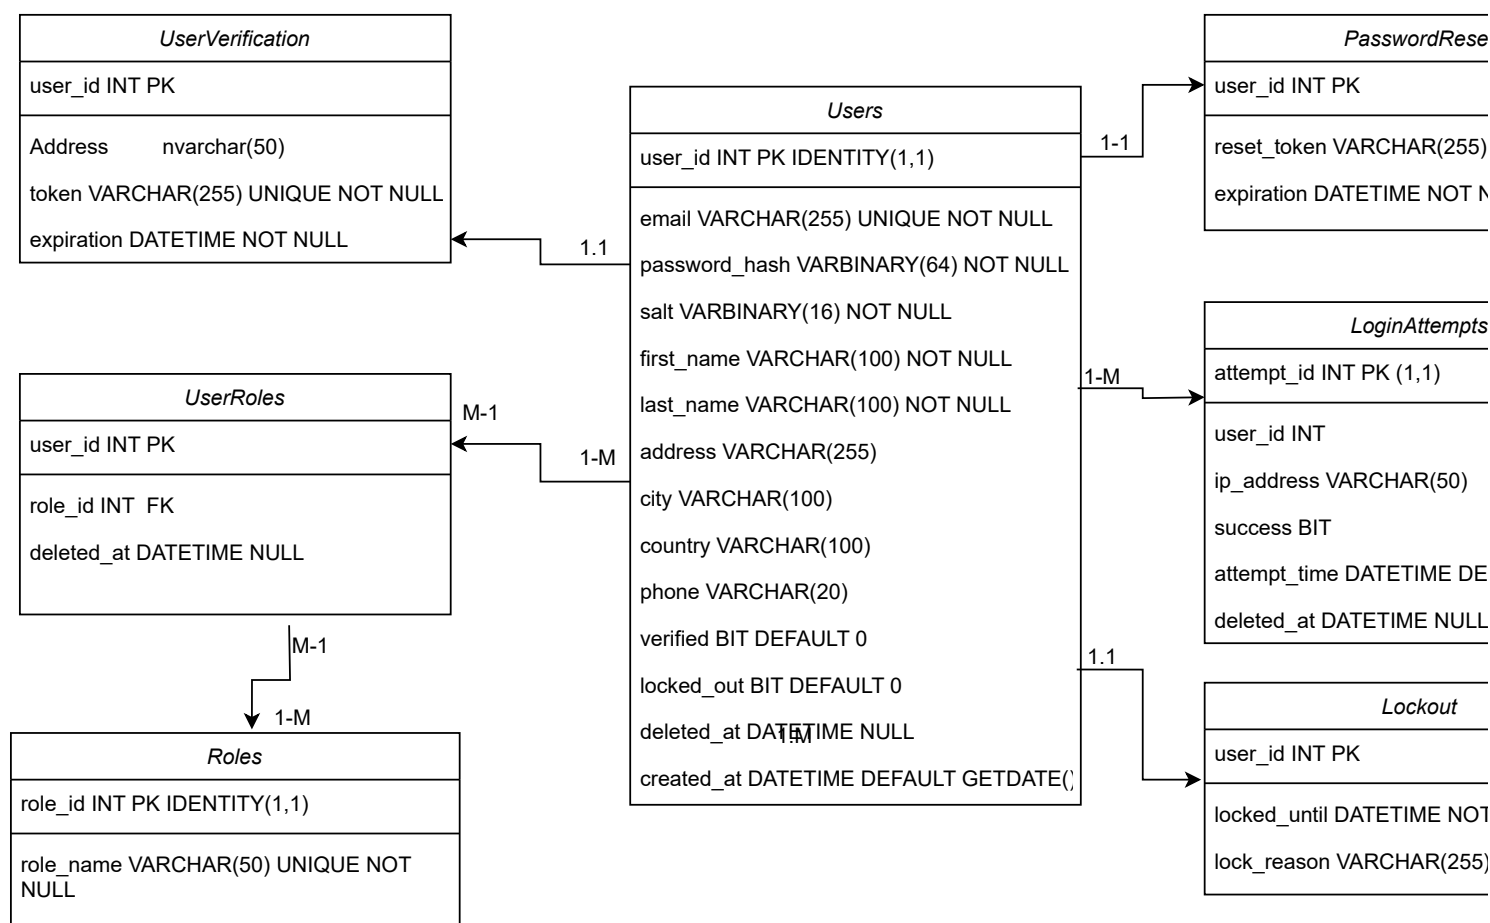 UserVerification
user_id INT PK
Address nvarchar(50)
token VARCHAR(255) UNIQUE NOT NULL
expiration DATETIME NOT NULL
1.1
UserRoles
user_id INT PK
role_id INT FK
deleted_at DATETIME NULL
M-1
1-M
M-1
1-M
Roles
role_id INT PK IDENTITY(1,1)
role_name VARCHAR(50) UNIQUE NOT
NULL
Users
user_id INT PK IDENTITY(1,1)
email VARCHAR(255) UNIQUE NOT NULL
password_hash VARBINARY(64) NOT NULL
salt VARBINARY(16) NOT NULL
first_name VARCHAR(100) NOT NULL
last_name VARCHAR(100) NOT NULL
address VARCHAR(255)
city VARCHAR(100)
country VARCHAR(100)
phone VARCHAR(20)
verified BIT DEFAULT 0
locked_out BIT DEFAULT 0
deleted_at DATETIME NULL
1-M
created_at DATETIME DEFAULT GETDATE()
1-1
PasswordRese
user_id INT PK
reset_token VARCHAR(255)
expiration DATETIME NOT N
1-M
LoginAttempts
attempt_id INT PK (1,1)
user_id INT
ip_address VARCHAR(50)
success BIT
attempt_time DATETIME DE
deleted_at DATETIME NULL
1.1
Lockout
user_id INT PK
locked_until DATETIME NOT
lock_reason VARCHAR(255)